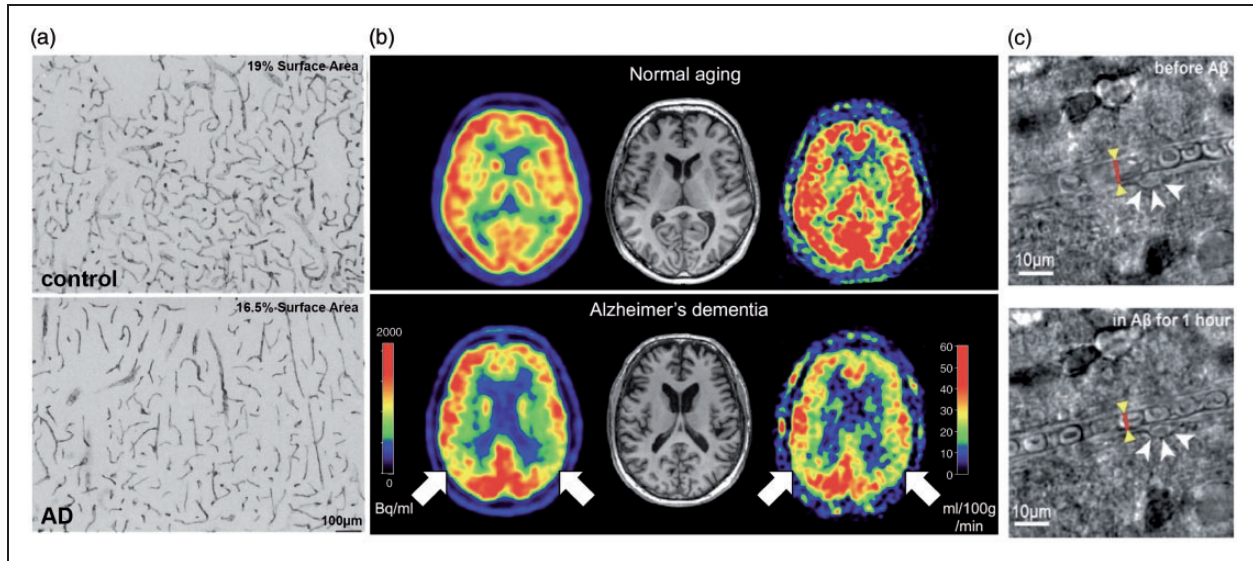 (a)
19% Surface Area
control
16.5% Surface Area
AD
100µm
(b)
Normal aging
Alzheimer's dementia
2000
0
Bq/ml
60
50
40
30
20
10
0
ml/100g
/min
(c)
before Aβ
10µm
in Aβ for 1 hour
10µm